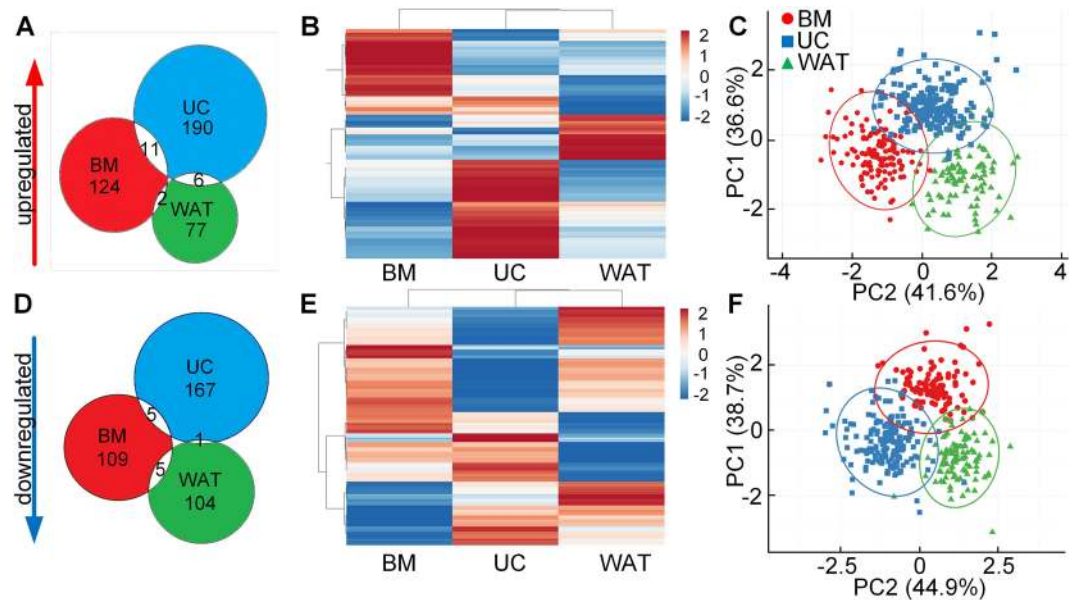 A
upregulated
UC
190
11
BM
124
6
2
WAT
77
B
2
1
0
-1
-2
BM UC WAT
C
BM
UC
WAT
PC1 (36.6%)
2
0
-2
-4 -2 0 2 4
PC2 (41.6%)
D
downregulated
UC
167
5
BM
109
1
5
WAT
104
E
2
1
0
-1
-2
BM UC WAT
F
PC1 (38.7%)
2
0
-2
-2.5 0 2.5
PC2 (44.9%)